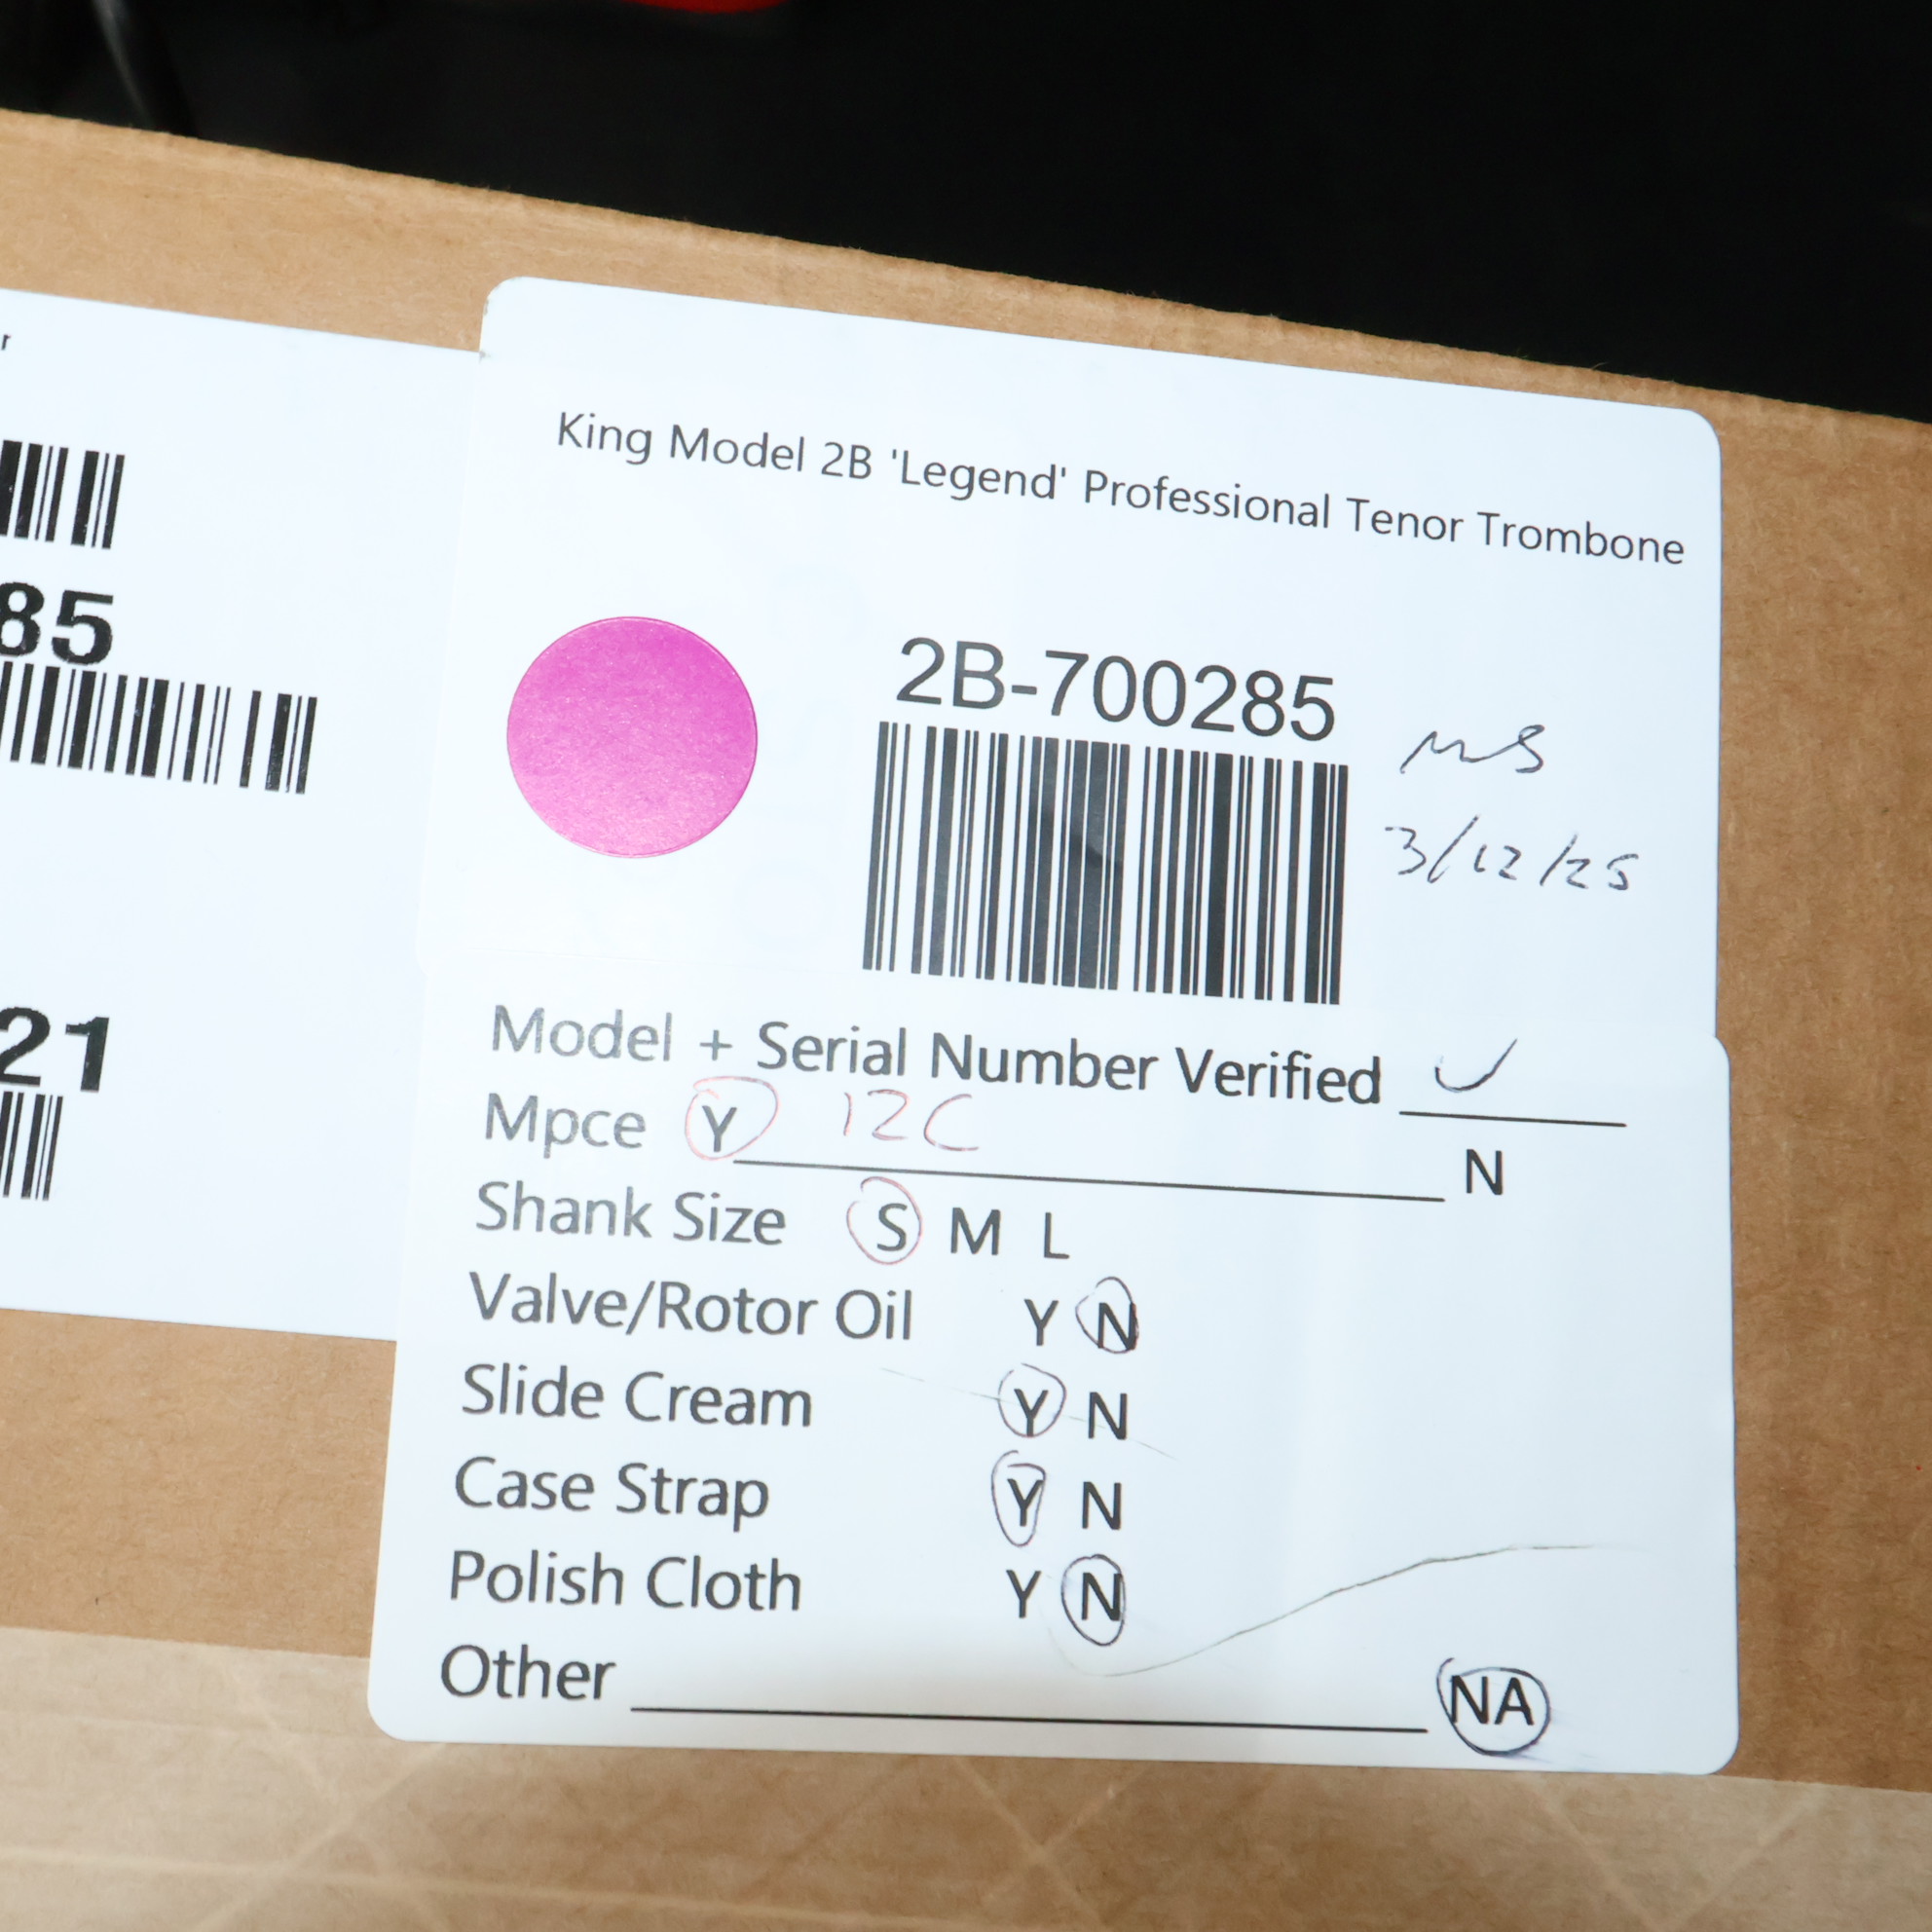 r
85
21
King Model 2B 'Legend' Professional Tenor Trombone
2B-700285
MS
3/12/25
Model + Serial Number Verified ✓
Mpce Y 12C N
Shank Size S M L
Valve/Rotor Oil Y N
Slide Cream Y N
Case Strap Y N
Polish Cloth Y N
Other NA